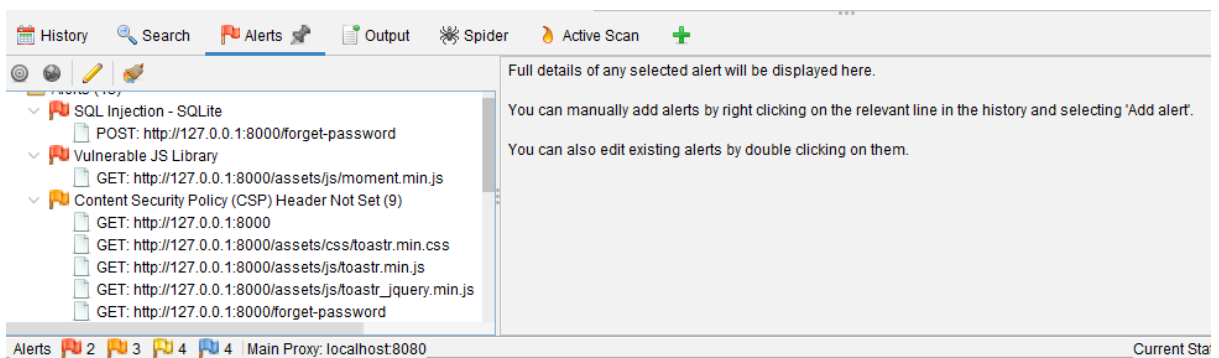 History Search Alerts Output Spider Active Scan
SQL Injection - SQLite
POST: http://127.0.0.1:8000/forget-password
Vulnerable JS Library
GET: http://127.0.0.1:8000/assets/js/moment.min.js
Content Security Policy (CSP) Header Not Set (9)
GET: http://127.0.0.1:8000
GET: http://127.0.0.1:8000/assets/css/toastr.min.css
GET: http://127.0.0.1:8000/assets/js/toastr.min.js
GET: http://127.0.0.1:8000/assets/js/toastr_jquery.min.js
GET: http://127.0.0.1:8000/forget-password
Full details of any selected alert will be displayed here.
You can manually add alerts by right clicking on the relevant line in the history and selecting 'Add alert'.
You can also edit existing alerts by double clicking on them.
Alerts 2 3 4 4 Main Proxy: localhost:8080 Current Sta